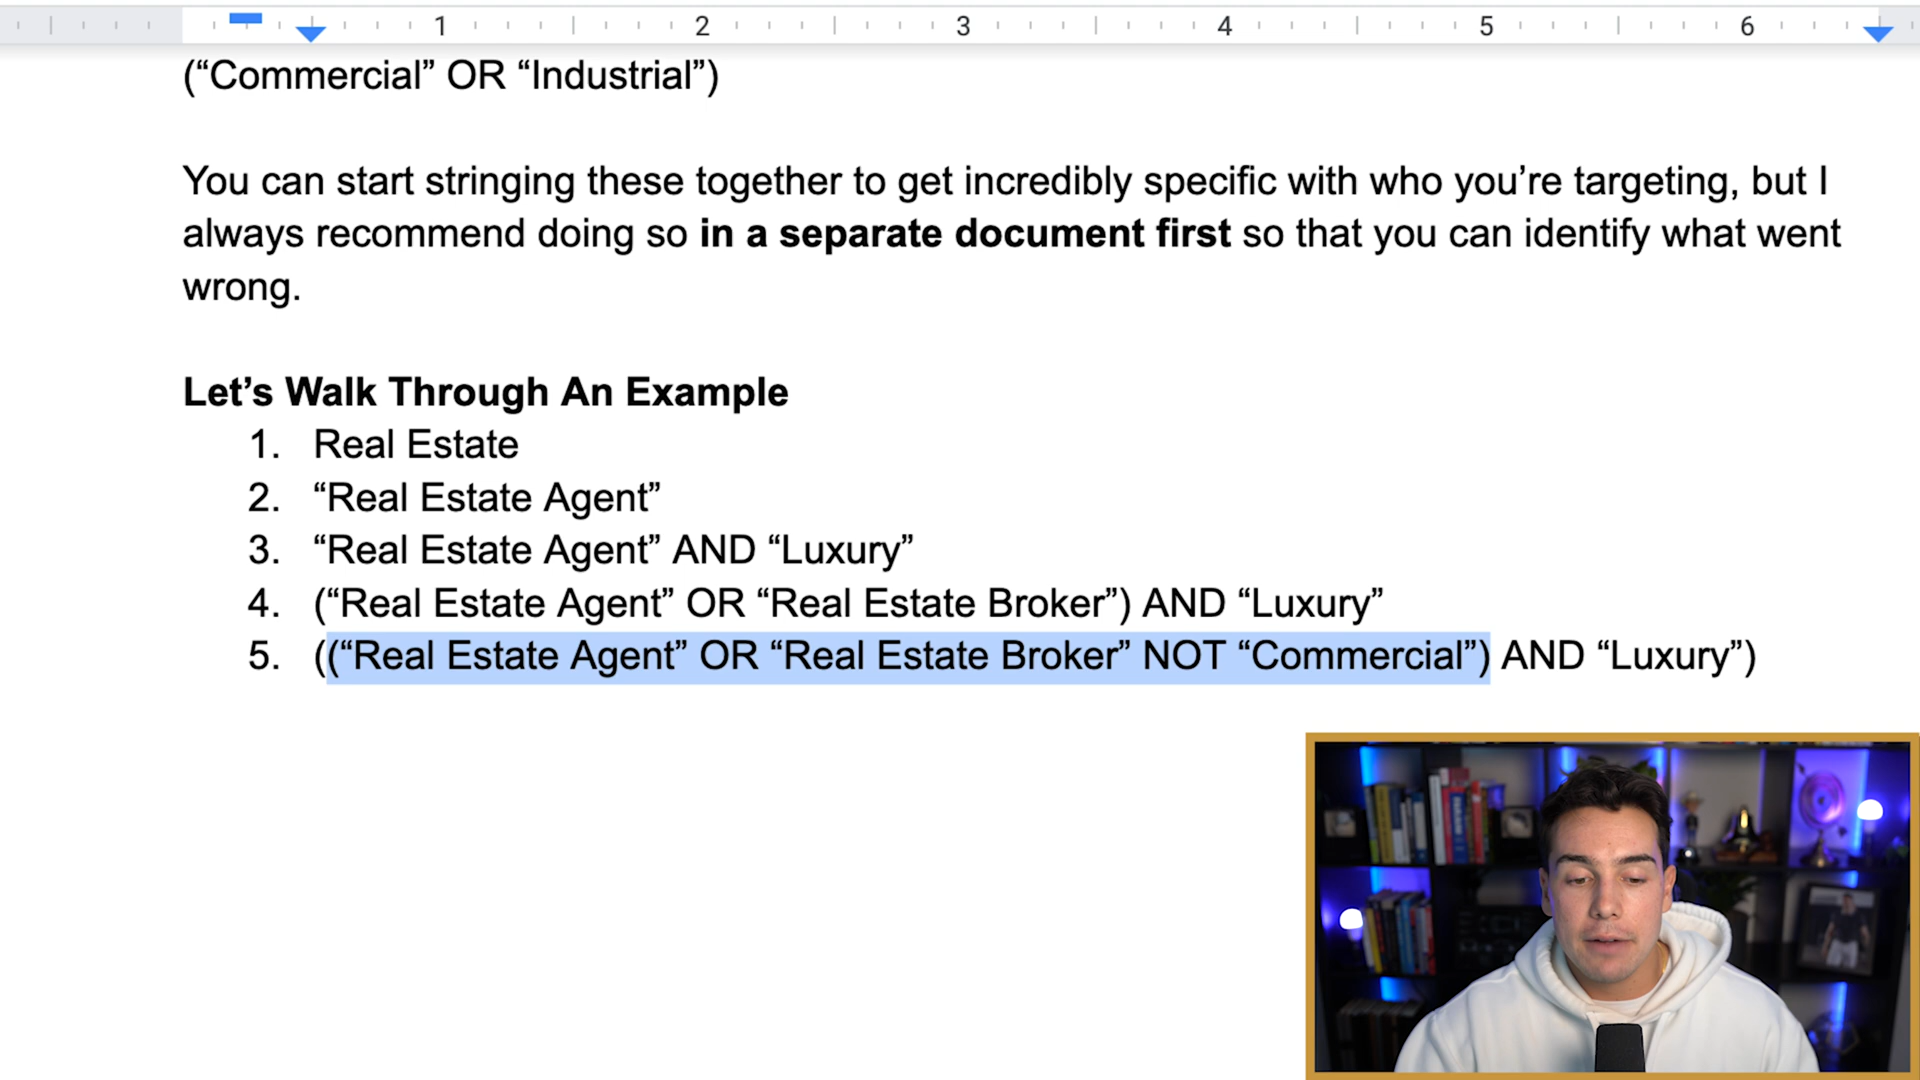 1 2 3 4 5 6
(“Commercial” OR “Industrial”)
You can start stringing these together to get incredibly specific with who you’re targeting, but I
always recommend doing so in a separate document first so that you can identify what went
wrong.
Let’s Walk Through An Example
1. Real Estate
2. “Real Estate Agent”
3. “Real Estate Agent” AND “Luxury”
4. (“Real Estate Agent” OR “Real Estate Broker”) AND “Luxury”
5. ((“Real Estate Agent” OR “Real Estate Broker” NOT “Commercial”) AND “Luxury”)